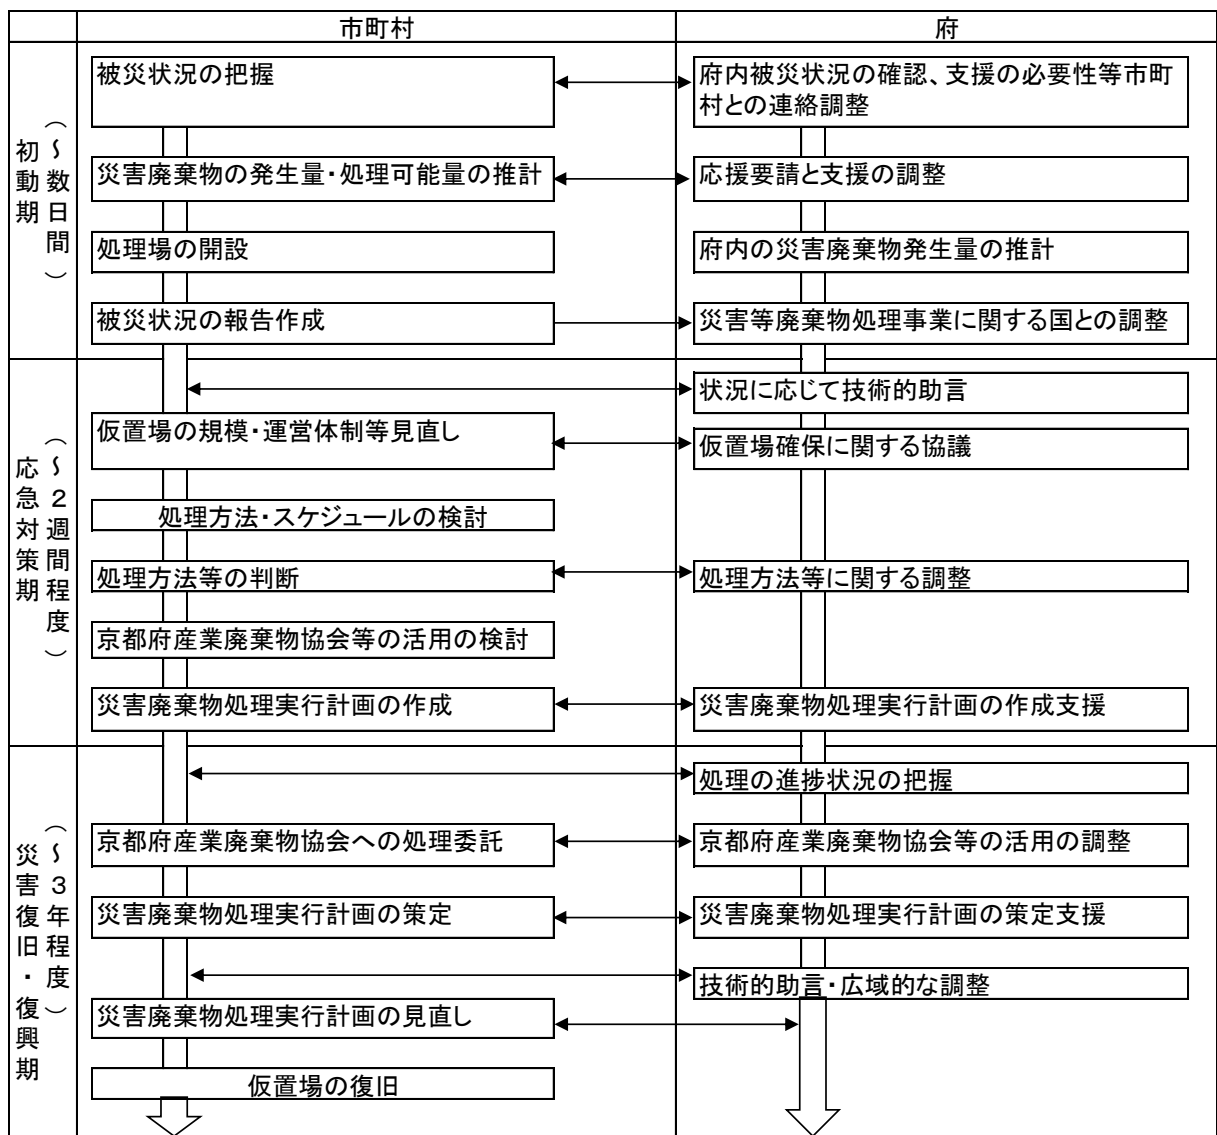 市町村
府
初動期
（～数日間）
被災状況の把握
府内被災状況の確認、支援の必要性等市町
村との連絡調整
災害廃棄物の発生量・処理可能量の推計
応援要請と支援の調整
処理場の開設
府内の災害廃棄物発生量の推計
被災状況の報告作成
災害等廃棄物処理事業に関する国との調整
応急対策期
（～２週間程度）
状況に応じて技術的助言
仮置場の規模・運営体制等見直し
仮置場確保に関する協議
処理方法・スケジュールの検討
処理方法等の判断
処理方法等に関する調整
京都府産業廃棄物協会等の活用の検討
災害廃棄物処理実行計画の作成
災害廃棄物処理実行計画の作成支援
災害復旧・復興期
（～３年程度）
処理の進捗状況の把握
京都府産業廃棄物協会への処理委託
京都府産業廃棄物協会等の活用の調整
災害廃棄物処理実行計画の策定
災害廃棄物処理実行計画の策定支援
技術的助言・広域的な調整
災害廃棄物処理実行計画の見直し
仮置場の復旧